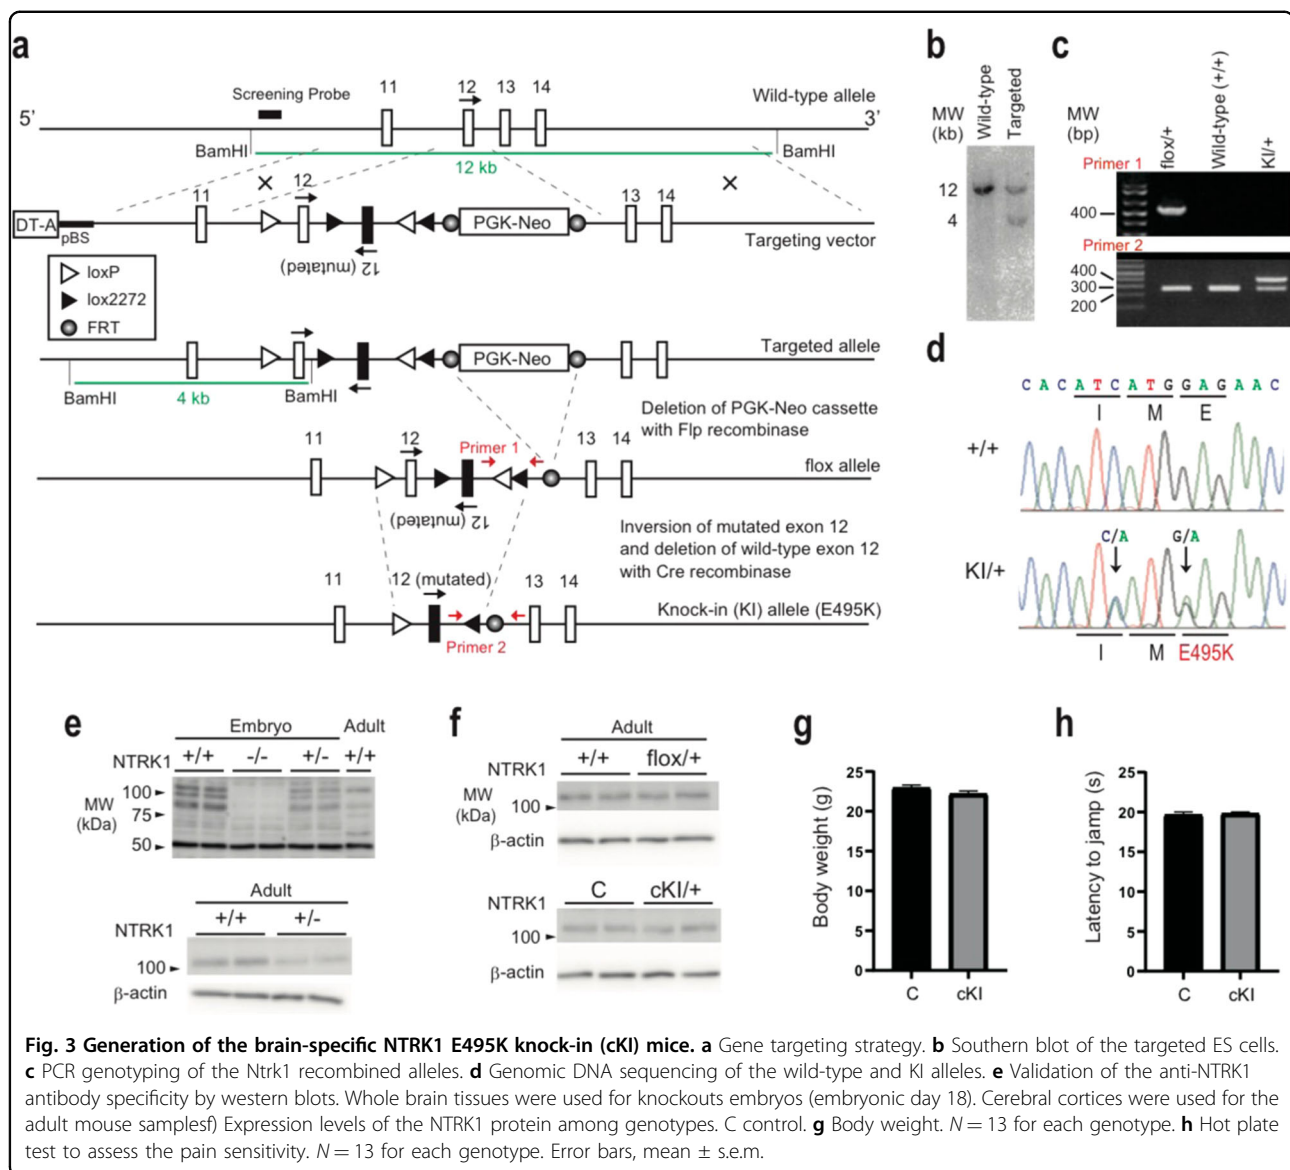 a
Screening Probe
11
12
13
14
Wild-type allele
5’
3’
BamHI
12 kb
BamHI
11
12
13
14
DT-A
pBS
PGK-Neo
Targeting vector
12 (mutated)
loxP
lox2272
FRT
PGK-Neo
Targeted allele
BamHI
4 kb
BamHI
Deletion of PGK-Neo cassette
with Flp recombinase
11
12
Primer 1
13
14
flox allele
12 (mutated)
Inversion of mutated exon 12
and deletion of wild-type exon 12
with Cre recombinase
11
12 (mutated)
13
14
Knock-in (KI) allele (E495K)
Primer 2
b
MW
(kb)
Wild-type
Targeted
12
4
c
MW
(bp)
flox/+
Wild-type (+/+)
KI/+
Primer 1
400
Primer 2
400
300
200
d
C A C A T C A T G G A G A A C
I M E
+/+
C/A G/A
KI/+
I M E495K
e
Embryo Adult
NTRK1 +/+ -/- +/- +/+
MW
(kDa)
100
75
50
Adult
+/+ +/-
NTRK1
100
β-actin
f
Adult
NTRK1 +/+ flox/+
MW
(kDa)
100
β-actin
C cKI/+
NTRK1
100
β-actin
g
Body weight (g)
25
20
15
10
5
0
C cKI
h
Latency to jamp (s)
25
20
15
10
5
0
C cKI
Fig. 3 Generation of the brain-specific NTRK1 E495K knock-in (cKI) mice. a Gene targeting strategy. b Southern blot of the targeted ES cells.
c PCR genotyping of the Ntrk1 recombined alleles. d Genomic DNA sequencing of the wild-type and KI alleles. e Validation of the anti-NTRK1
antibody specificity by western blots. Whole brain tissues were used for knockouts embryos (embryonic day 18). Cerebral cortices were used for the
adult mouse samplesf) Expression levels of the NTRK1 protein among genotypes. C control. g Body weight. N = 13 for each genotype. h Hot plate
test to assess the pain sensitivity. N = 13 for each genotype. Error bars, mean ± s.e.m.